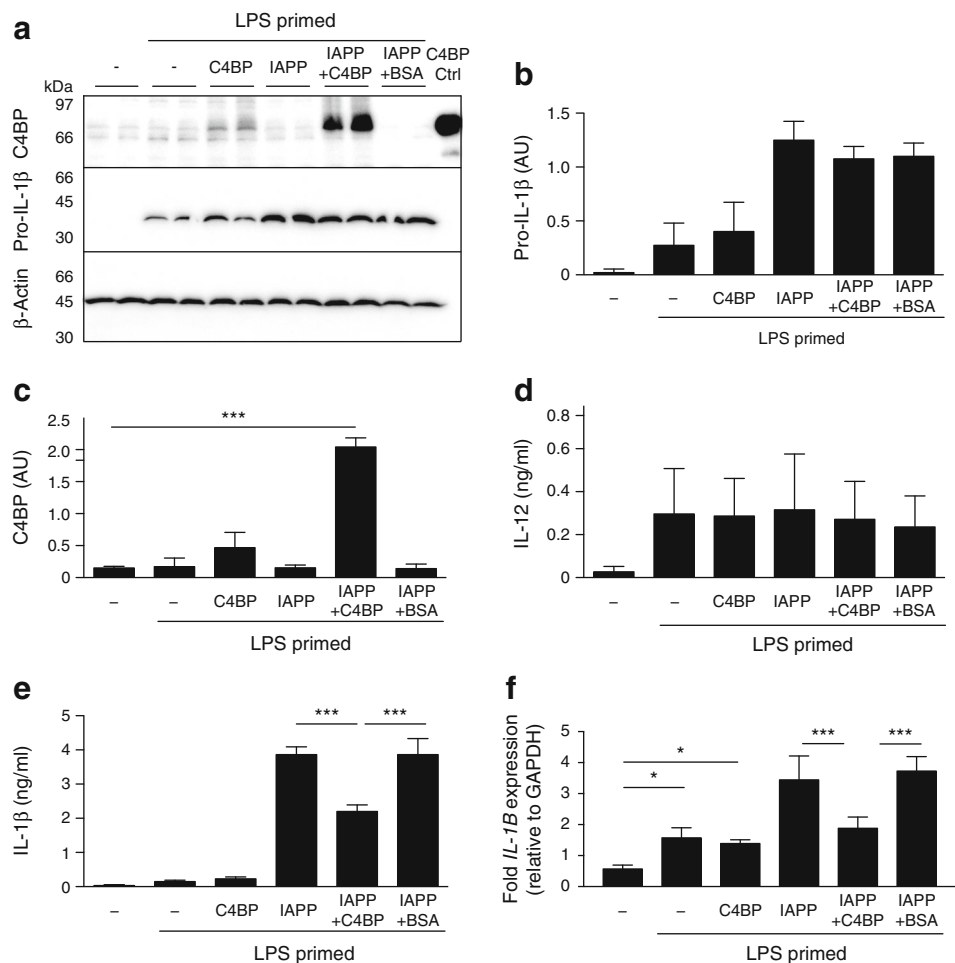 a
LPS primed
- - C4BP IAPP IAPP +C4BP IAPP +BSA C4BP Ctrl
kDa
97
66
C4BP
66
45
30
Pro-IL-1β
66
45
30
β-Actin
b
Pro-IL-1β (AU)
1.5
1.0
0.5
0
– – C4BP IAPP IAPP +C4BP IAPP +BSA
LPS primed
c
C4BP (AU)
2.5
2.0
1.5
1.0
0.5
0
***
– – C4BP IAPP IAPP +C4BP IAPP +BSA
LPS primed
d
IL-12 (ng/ml)
0.8
0.6
0.4
0.2
0
– – C4BP IAPP IAPP +C4BP IAPP +BSA
LPS primed
e
IL-1β (ng/ml)
5
4
3
2
1
0
*** ***
– – C4BP IAPP IAPP +C4BP IAPP +BSA
LPS primed
f
Fold IL-1B expression
(relative to GAPDH)
5
4
3
2
1
0
* * *** ***
– – C4BP IAPP IAPP +C4BP IAPP +BSA
LPS primed